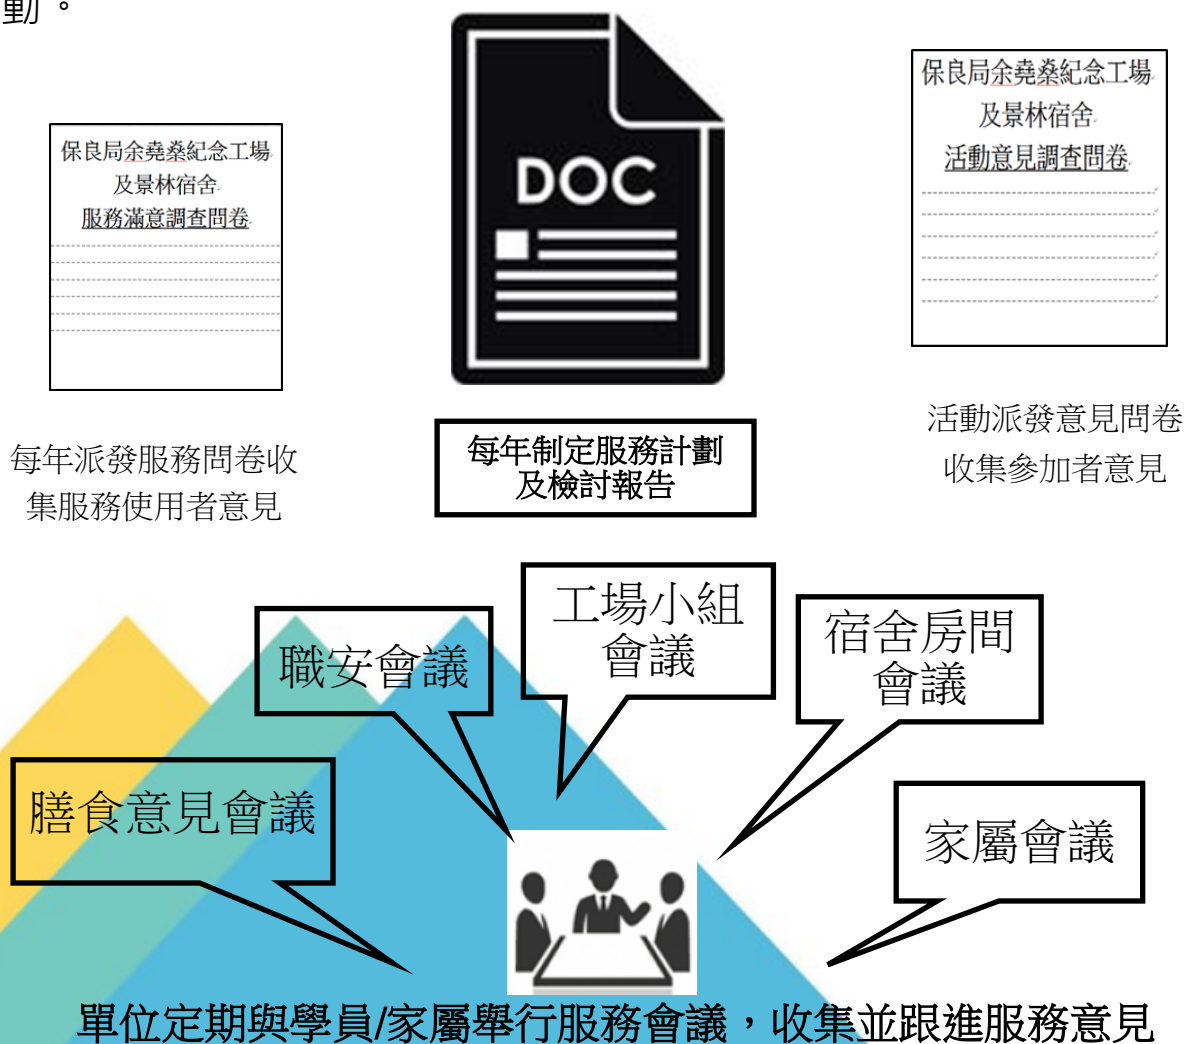 動。
保良局余堯燊紀念工場
及景林宿舍
服務滿意調查問卷
DOC
保良局余堯燊紀念工場
及景林宿舍
活動意見調查問卷
每年派發服務問卷收
集服務使用者意見
每年制定服務計劃
及檢討報告
活動派發意見問卷
收集參加者意見
膳食意見會議
職安會議
工場小組
會議
宿舍房間
會議
家屬會議
單位定期與學員/家屬舉行服務會議，收集並跟進服務意見